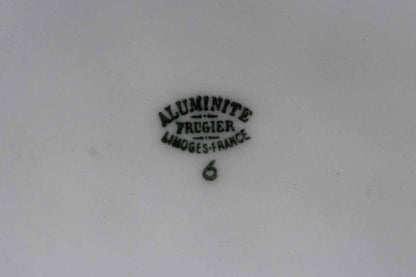 ALUMINITE
FRUGIER
LIMOGES-FRANCE
6